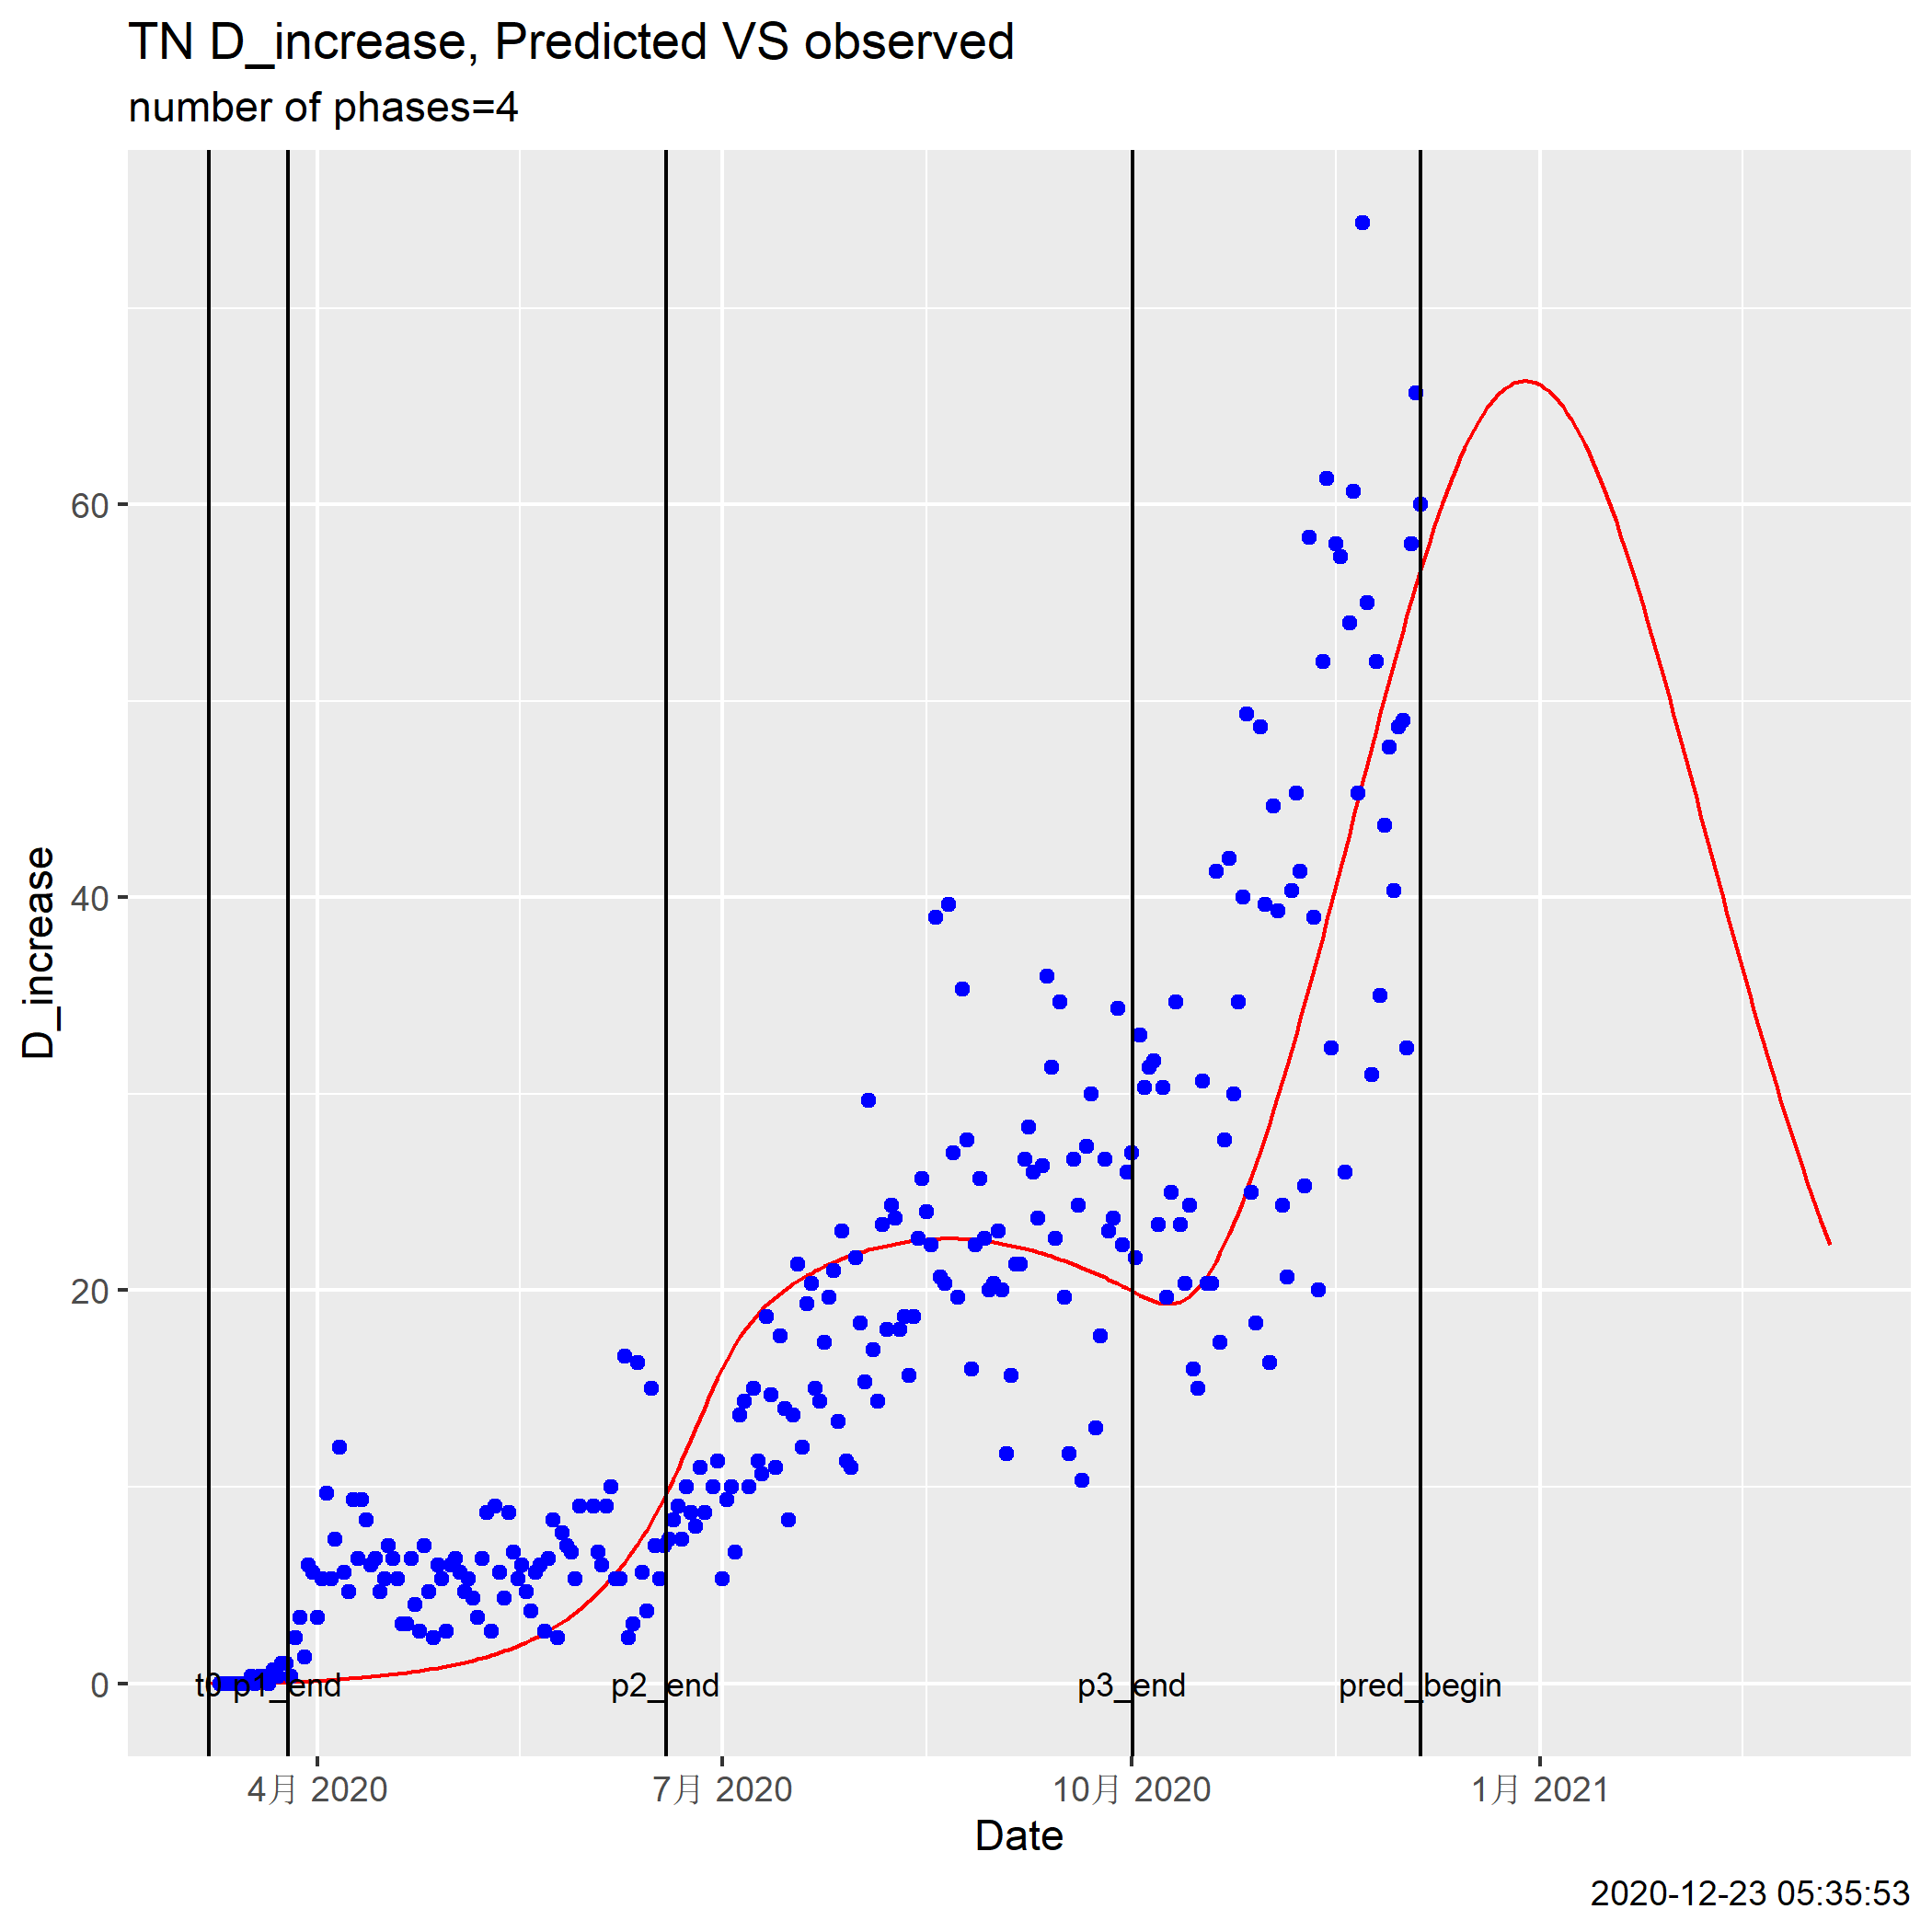 TN D_increase, Predicted VS observed
number of phases=4
D_increase
60
40
20
0
t0 p1_end p2_end p3_end pred_begin
4月 2020 7月 2020 10月 2020 1月 2021
Date
2020-12-23 05:35:53